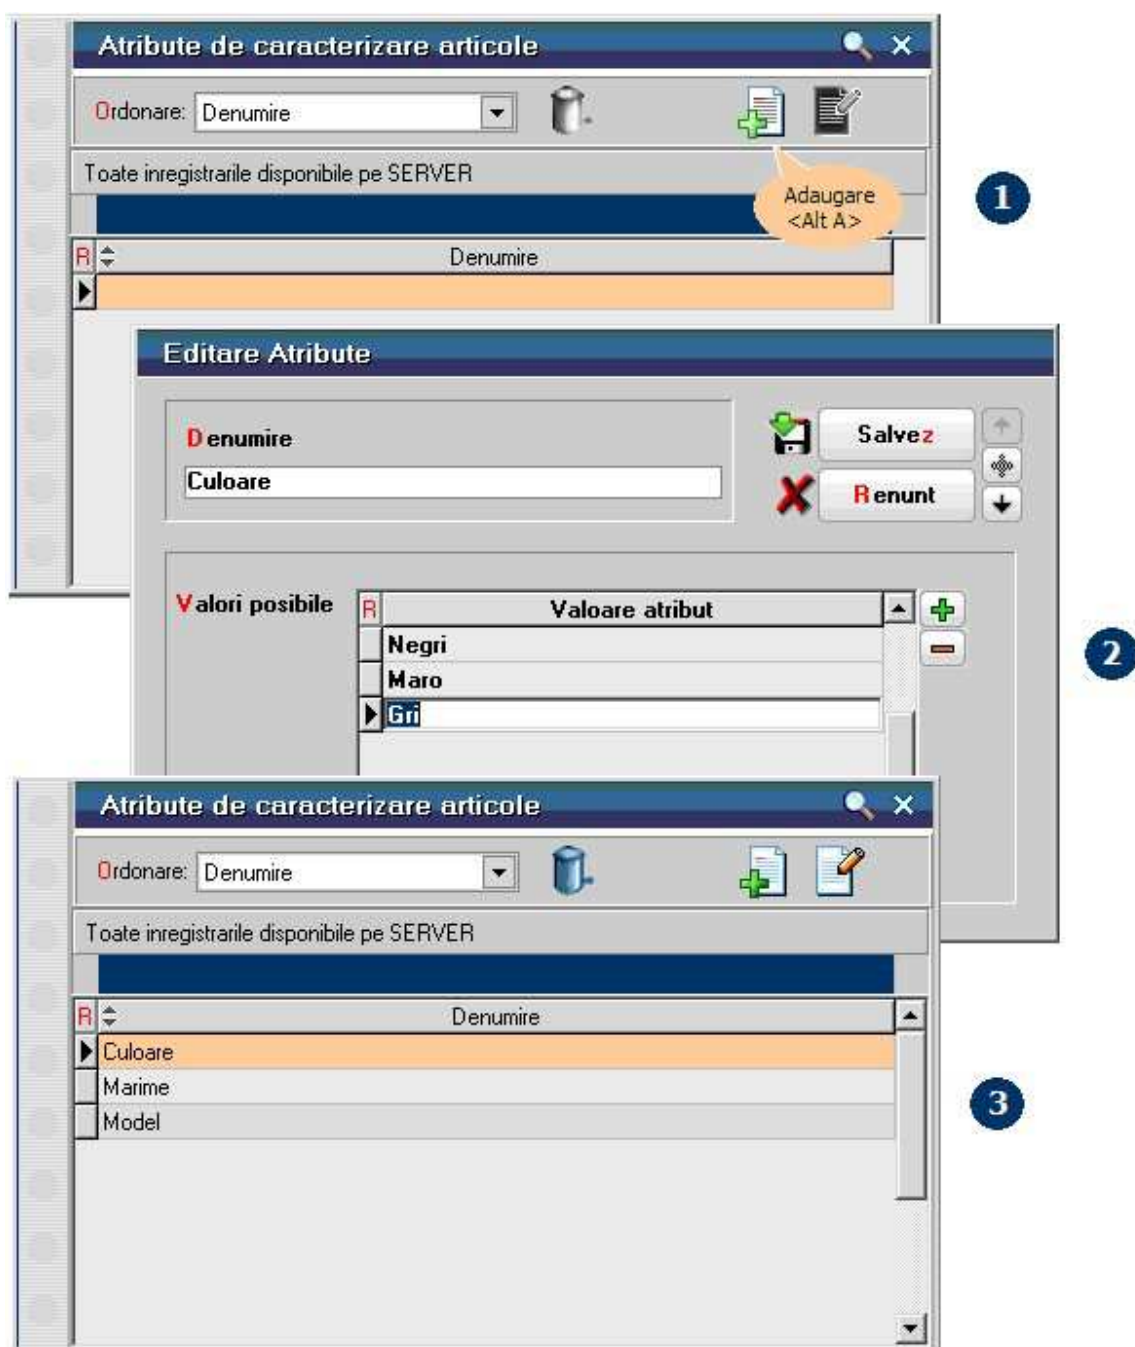 Atribute de caracterizare articole
Ordonare: Denumire
Toate inregistrarile disponibile pe SERVER
Adaugare
<Alt A>
1
R Denumire
Editare Atribute
Denumire
Salvez
Culoare
Renunt
Valori posibile
R Valoare atribut
Negri
Maro
Gri
2
Atribute de caracterizare articole
Ordonare: Denumire
Toate inregistrarile disponibile pe SERVER
R Denumire
Culoare
Marime
Model
3